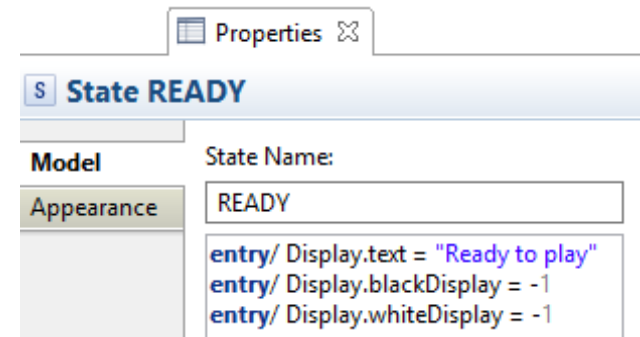 Properties
S State READY
Model
Appearance
State Name:
READY
entry/ Display.text = "Ready to play"
entry/ Display.blackDisplay = -1
entry/ Display.whiteDisplay = -1